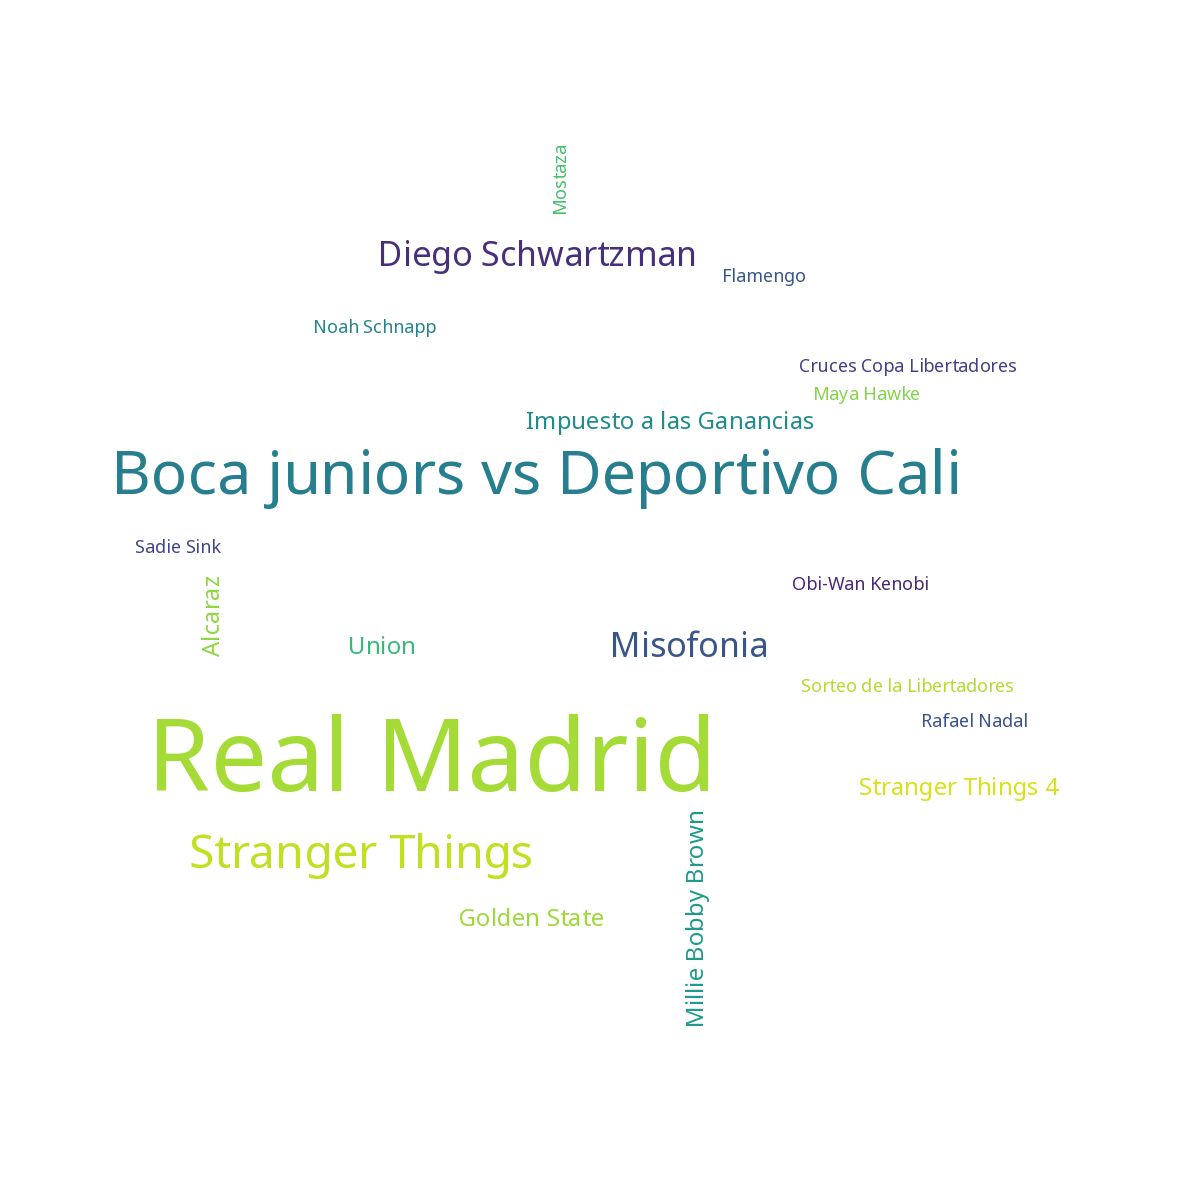 Mostaza
Diego Schwartzman
Flamengo
Noah Schnapp
Cruces Copa Libertadores
Maya Hawke
Impuesto a las Ganancias
Boca juniors vs Deportivo Cali
Sadie Sink
Alcaraz
Obi-Wan Kenobi
Union
Misofonia
Sorteo de la Libertadores
Rafael Nadal
Real Madrid
Stranger Things 4
Stranger Things
Millie Bobby Brown
Golden State